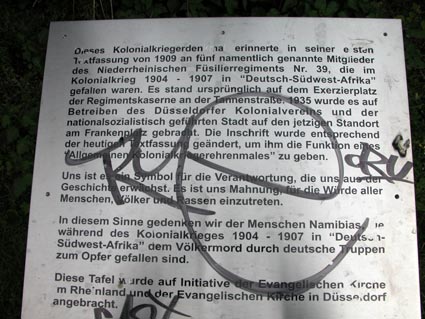 Dieses Kolonialkriegerden ma erinnerte in seiner e sten
T xtfassung von 1909 an fünf namentlich genannte Mitglieder
des Niederrheinischen Füsilierregiments Nr. 39, die im
Kolonialkrieg 1904 - 1907 in "Deutsch-Südwest-Afrika"
gefallen waren. Es stand ursprünglich auf dem Exerzierplatz
der Regimentskaserne an der Tannenstraße. 1935 wurde es auf
Betreiben des Düsseldorfer Kolonialvereins und der
nationalsozialistisch geführten Stadt auf den jetzigen Standort
am Frankenplatz gebracht. Die Inschrift wurde entsprechend
der heutigen Textfassung geändert, um ihm die Funktion eines
"Allgemeinen Kolonialkriegerehrenmales" zu geben.
Uns ist es ein Symbol für die Verantwortung, die uns aus der
Geschichte erwächst. Es ist uns Mahnung, für die Würde aller
Menschen, Völker und Rassen einzutreten.
In diesem Sinne gedenken wir der Menschen Namibias, ie
während des Kolonialkrieges 1904 - 1907 in "Deutsch-
Südwest-Afrika" dem Völkermord durch deutsche Truppen
zum Opfer gefallen sind.
Diese Tafel wurde auf Initiative der Evangelischen Kirche
im Rheinland und der Evangelischen Kirche in Düsseldorf
angebracht.